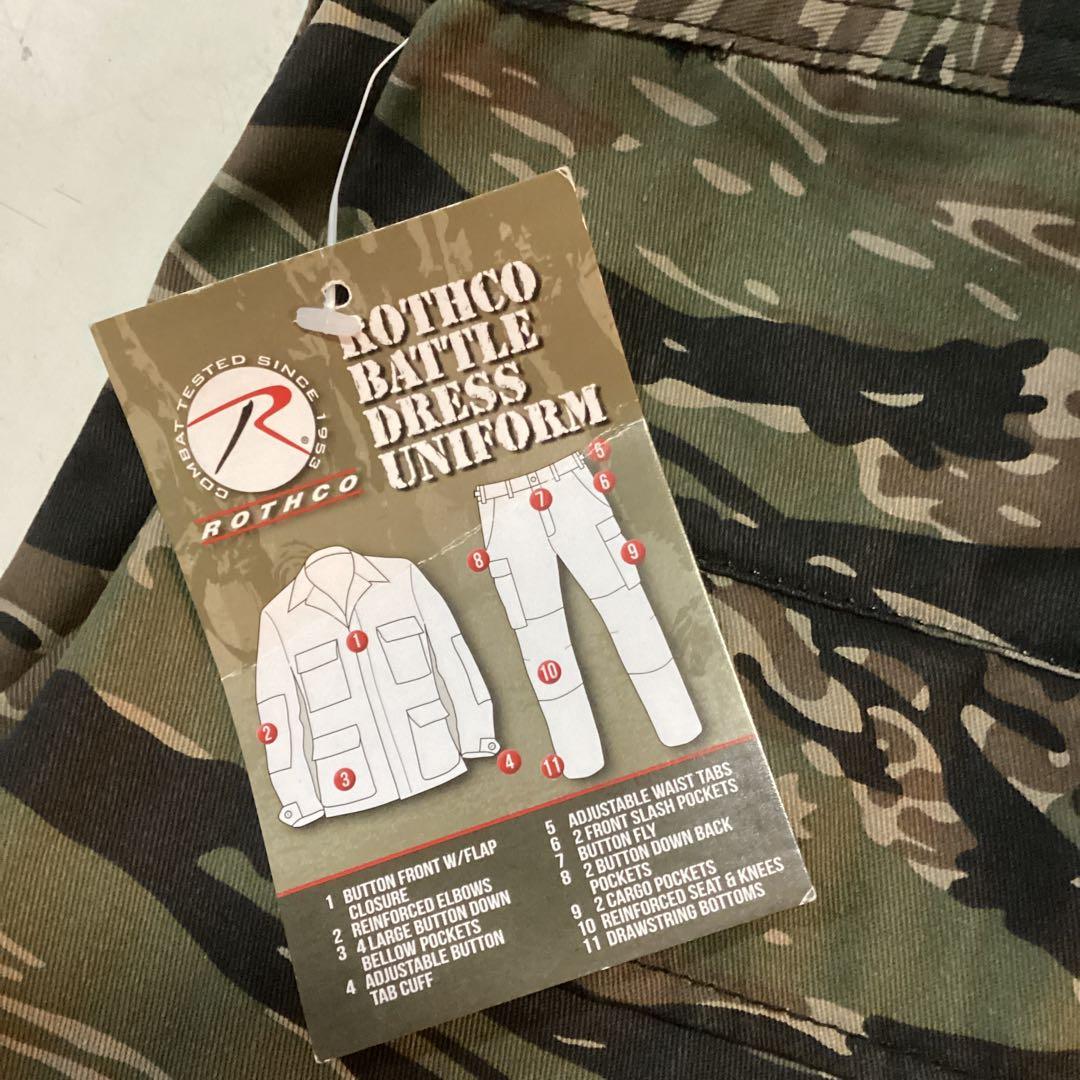 COMBAT TESTED SINCE 1953
R®
ROTHCO
ROTHCO
BATTLE
DRESS
UNIFORM
5
6
7
8
9
1
10
2
3
4
11
1 BUTTON FRONT W/FLAP
CLOSURE
2 REINFORCED ELBOWS
3 4 LARGE BUTTON DOWN
BELLOW POCKETS
4 ADJUSTABLE BUTTON
TAB CUFF
5 ADJUSTABLE WAIST TABS
6 2 FRONT SLASH POCKETS
7 BUTTON FLY
8 2 BUTTON DOWN BACK
POCKETS
9 2 CARGO POCKETS
10 REINFORCED SEAT & KNEES
11 DRAWSTRING BOTTOMS